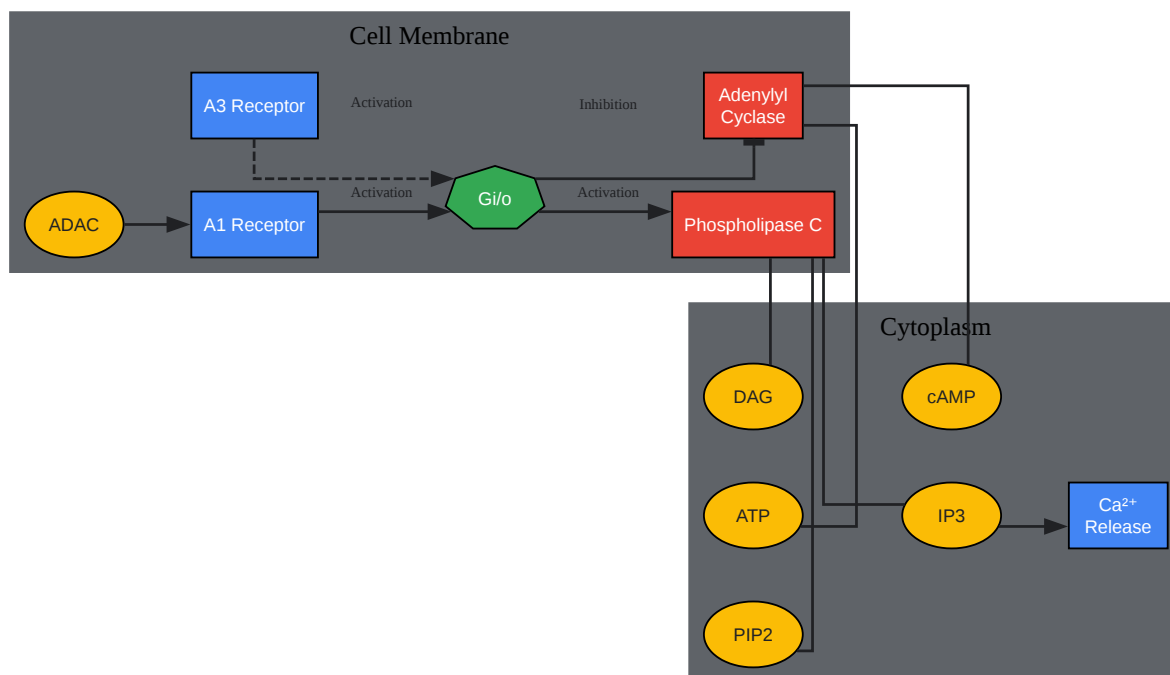 Cell Membrane
A3 Receptor
Activation
Inhibition
Adenylyl
Cyclase
ADAC
A1 Receptor
Activation
Gi/o
Activation
Phospholipase C
Cytoplasm
DAG
cAMP
ATP
IP3
Ca²⁺
Release
PIP2